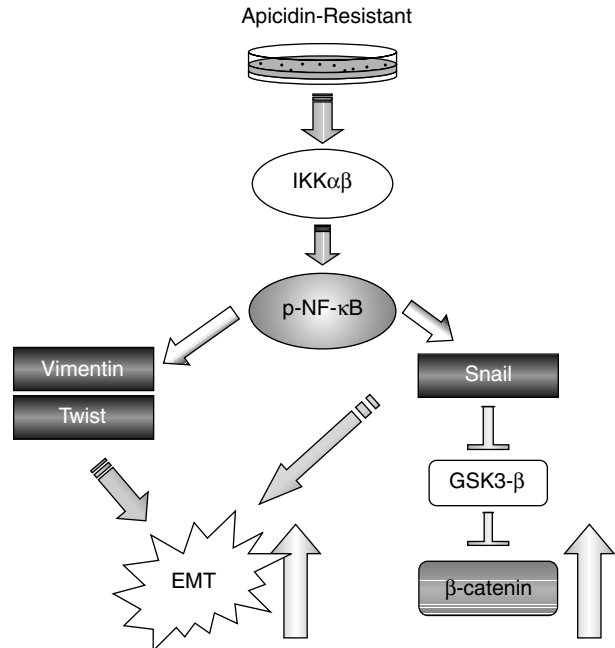 Apicidin-Resistant
IKKαβ
p-NF-κB
Vimentin
Twist
Snail
GSK3-β
EMT
β-catenin